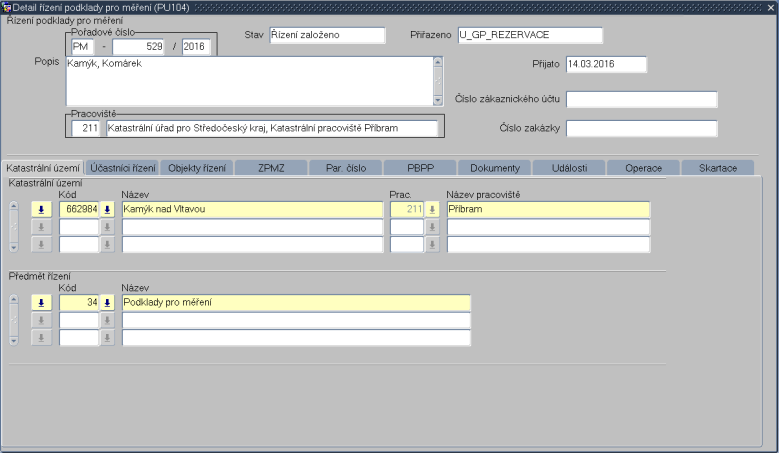 Detail řízení podklady pro měření (PU104)
Řízení podklady pro měření
Pořadové číslo
PM - 529 / 2016
Stav Řízení založeno
Přiřazeno U_GP_REZERVACE
Popis Kamýk, Komárek
Přijato 14.03.2016
Číslo zákaznického účtu
Pracoviště
211 Katastrální úřad pro Středočeský kraj, Katastrální pracoviště Příbram
Číslo zakázky
Katastrální území Účastníci řízení Objekty řízení ZPMZ Par. číslo PBPP Dokumenty Události Operace Skartace
Katastrální území
Kód Název Prac. Název pracoviště
662984 Kamýk nad Vltavou 211 Příbram
Předmět řízení
Kód Název
34 Podklady pro měření